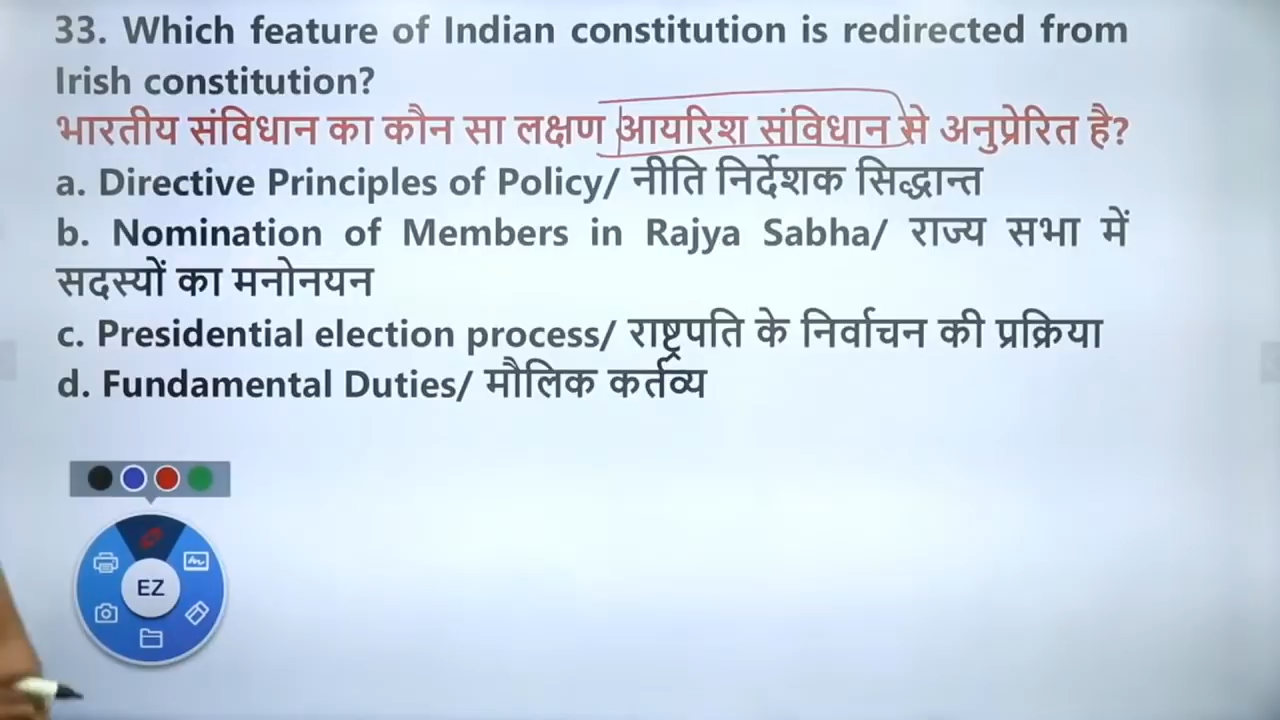 33. Which feature of Indian constitution is redirected from
Irish constitution?
भारतीय संविधान का कौन सा लक्षण आयरिश संविधान से अनुप्रेरित है?
a. Directive Principles of Policy/ नीति निर्देशक सिद्धान्त
b. Nomination of Members in Rajya Sabha/ राज्य सभा में
सदस्यों का मनोनयन
c. Presidential election process/ राष्ट्रपति के निर्वाचन की प्रक्रिया
d. Fundamental Duties/ मौलिक कर्तव्य
EZ